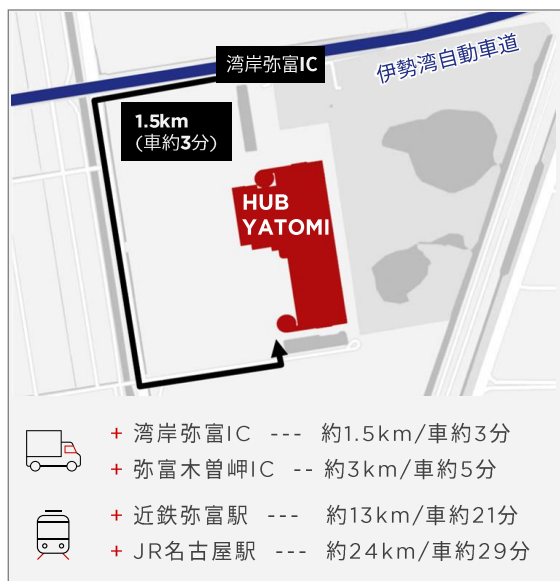 湾岸弥富IC
伊勢湾自動車道
1.5km
(車約3分)
HUB
YATOMI
+ 湾岸弥富IC --- 約1.5km/車約3分
+ 弥富木曽岬IC -- 約3km/車約5分
+ 近鉄弥富駅 --- 約13km/車約21分
+ JR名古屋駅 --- 約24km/車約29分